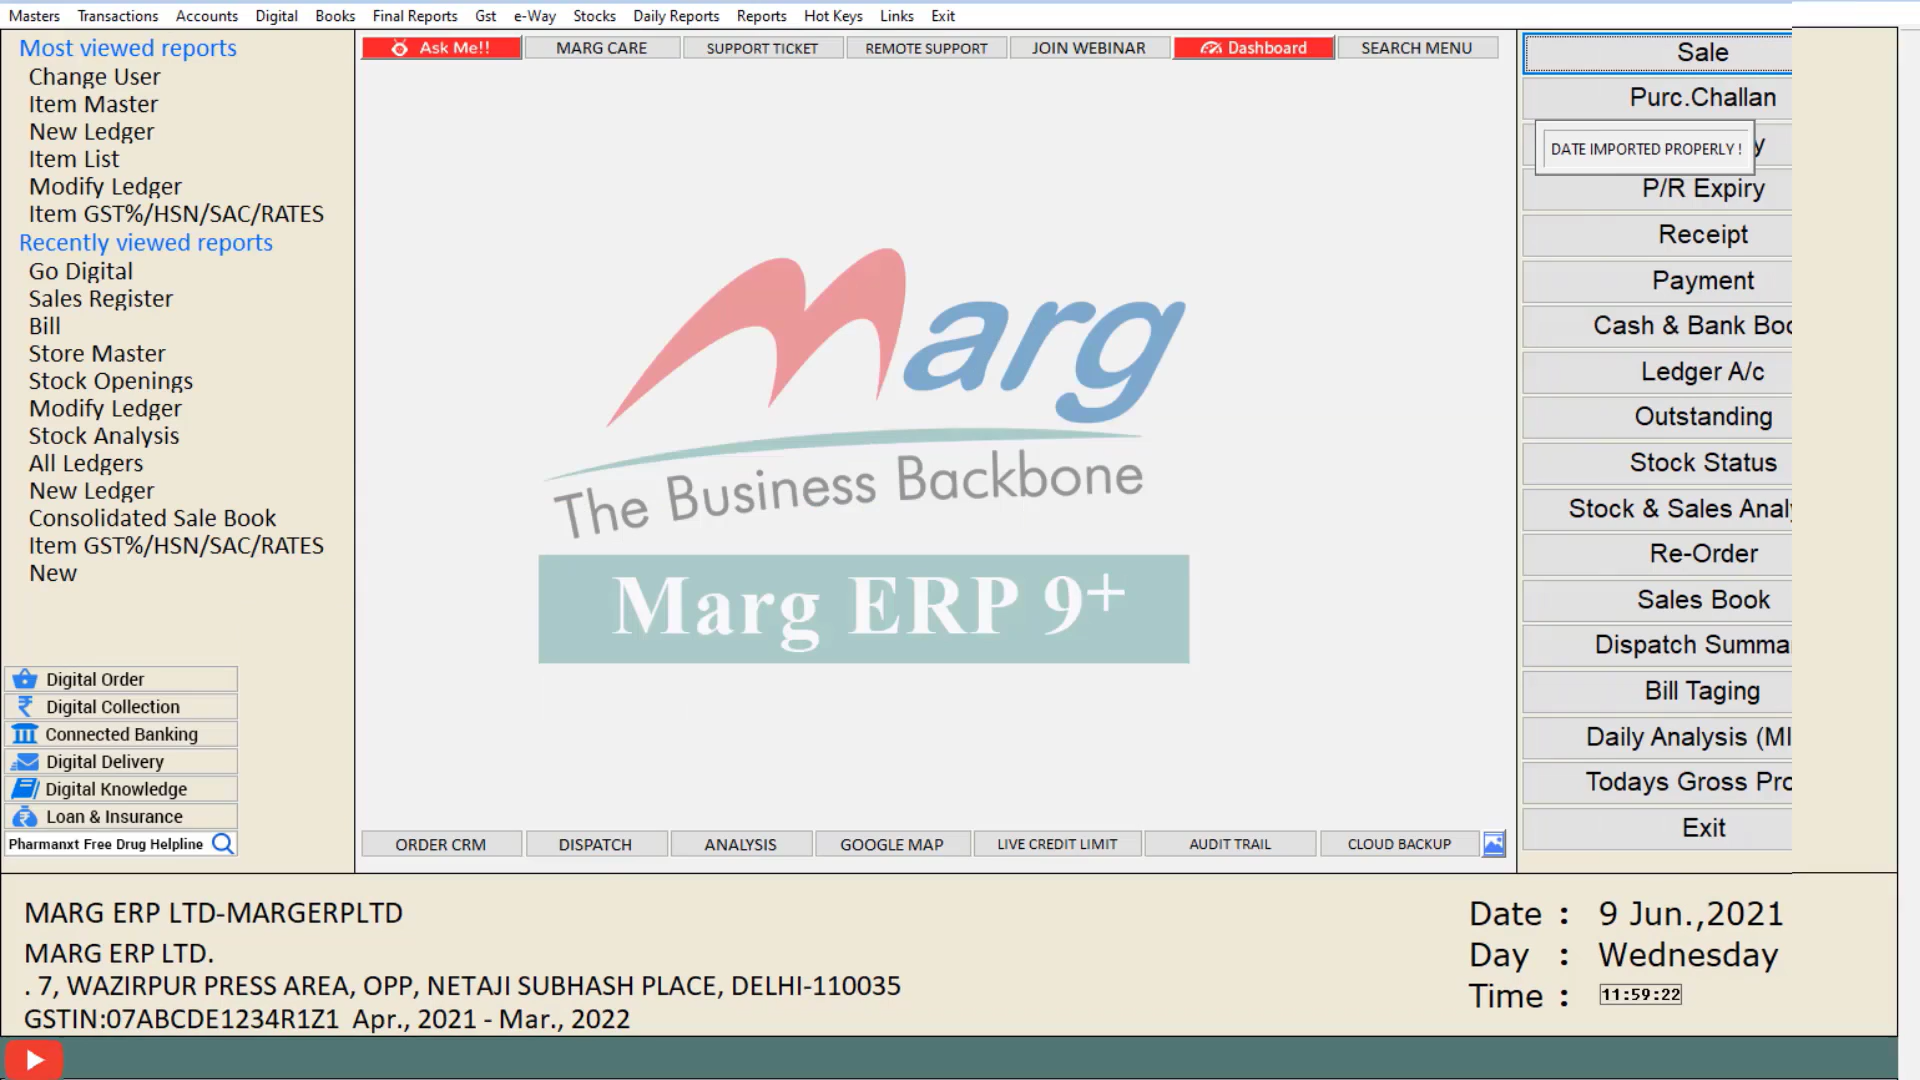 Masters Transactions Accounts Digital Books Final Reports Gst e-Way Stocks Daily Reports Reports Hot Keys Links Exit
Most viewed reports
Change User
Item Master
New Ledger
Item List
Modify Ledger
Item GST%/HSN/SAC/RATES
Recently viewed reports
Go Digital
Sales Register
Bill
Store Master
Stock Openings
Modify Ledger
Stock Analysis
All Ledgers
New Ledger
Consolidated Sale Book
Item GST%/HSN/SAC/RATES
New
Digital Order
Digital Collection
Connected Banking
Digital Delivery
Digital Knowledge
Loan & Insurance
Pharmanxt Free Drug Helpline
Ask Me!! MARG CARE SUPPORT TICKET REMOTE SUPPORT JOIN WEBINAR Dashboard SEARCH MENU
marg
The Business Backbone
Marg ERP 9+
ORDER CRM DISPATCH ANALYSIS GOOGLE MAP LIVE CREDIT LIMIT AUDIT TRAIL CLOUD BACKUP
Sale
Purc.Challan
DATE IMPORTED PROPERLY !
y
P/R Expiry
Receipt
Payment
Cash & Bank Boo
Ledger A/c
Outstanding
Stock Status
Stock & Sales Analy
Re-Order
Sales Book
Dispatch Summa
Bill Taging
Daily Analysis (MI
Todays Gross Pro
Exit
MARG ERP LTD-MARGERPLTD
MARG ERP LTD.
. 7, WAZIRPUR PRESS AREA, OPP, NETAJI SUBHASH PLACE, DELHI-110035
GSTIN:07ABCDE1234R1Z1 Apr., 2021 - Mar., 2022
Date : 9 Jun.,2021
Day : Wednesday
Time : 11:59:22